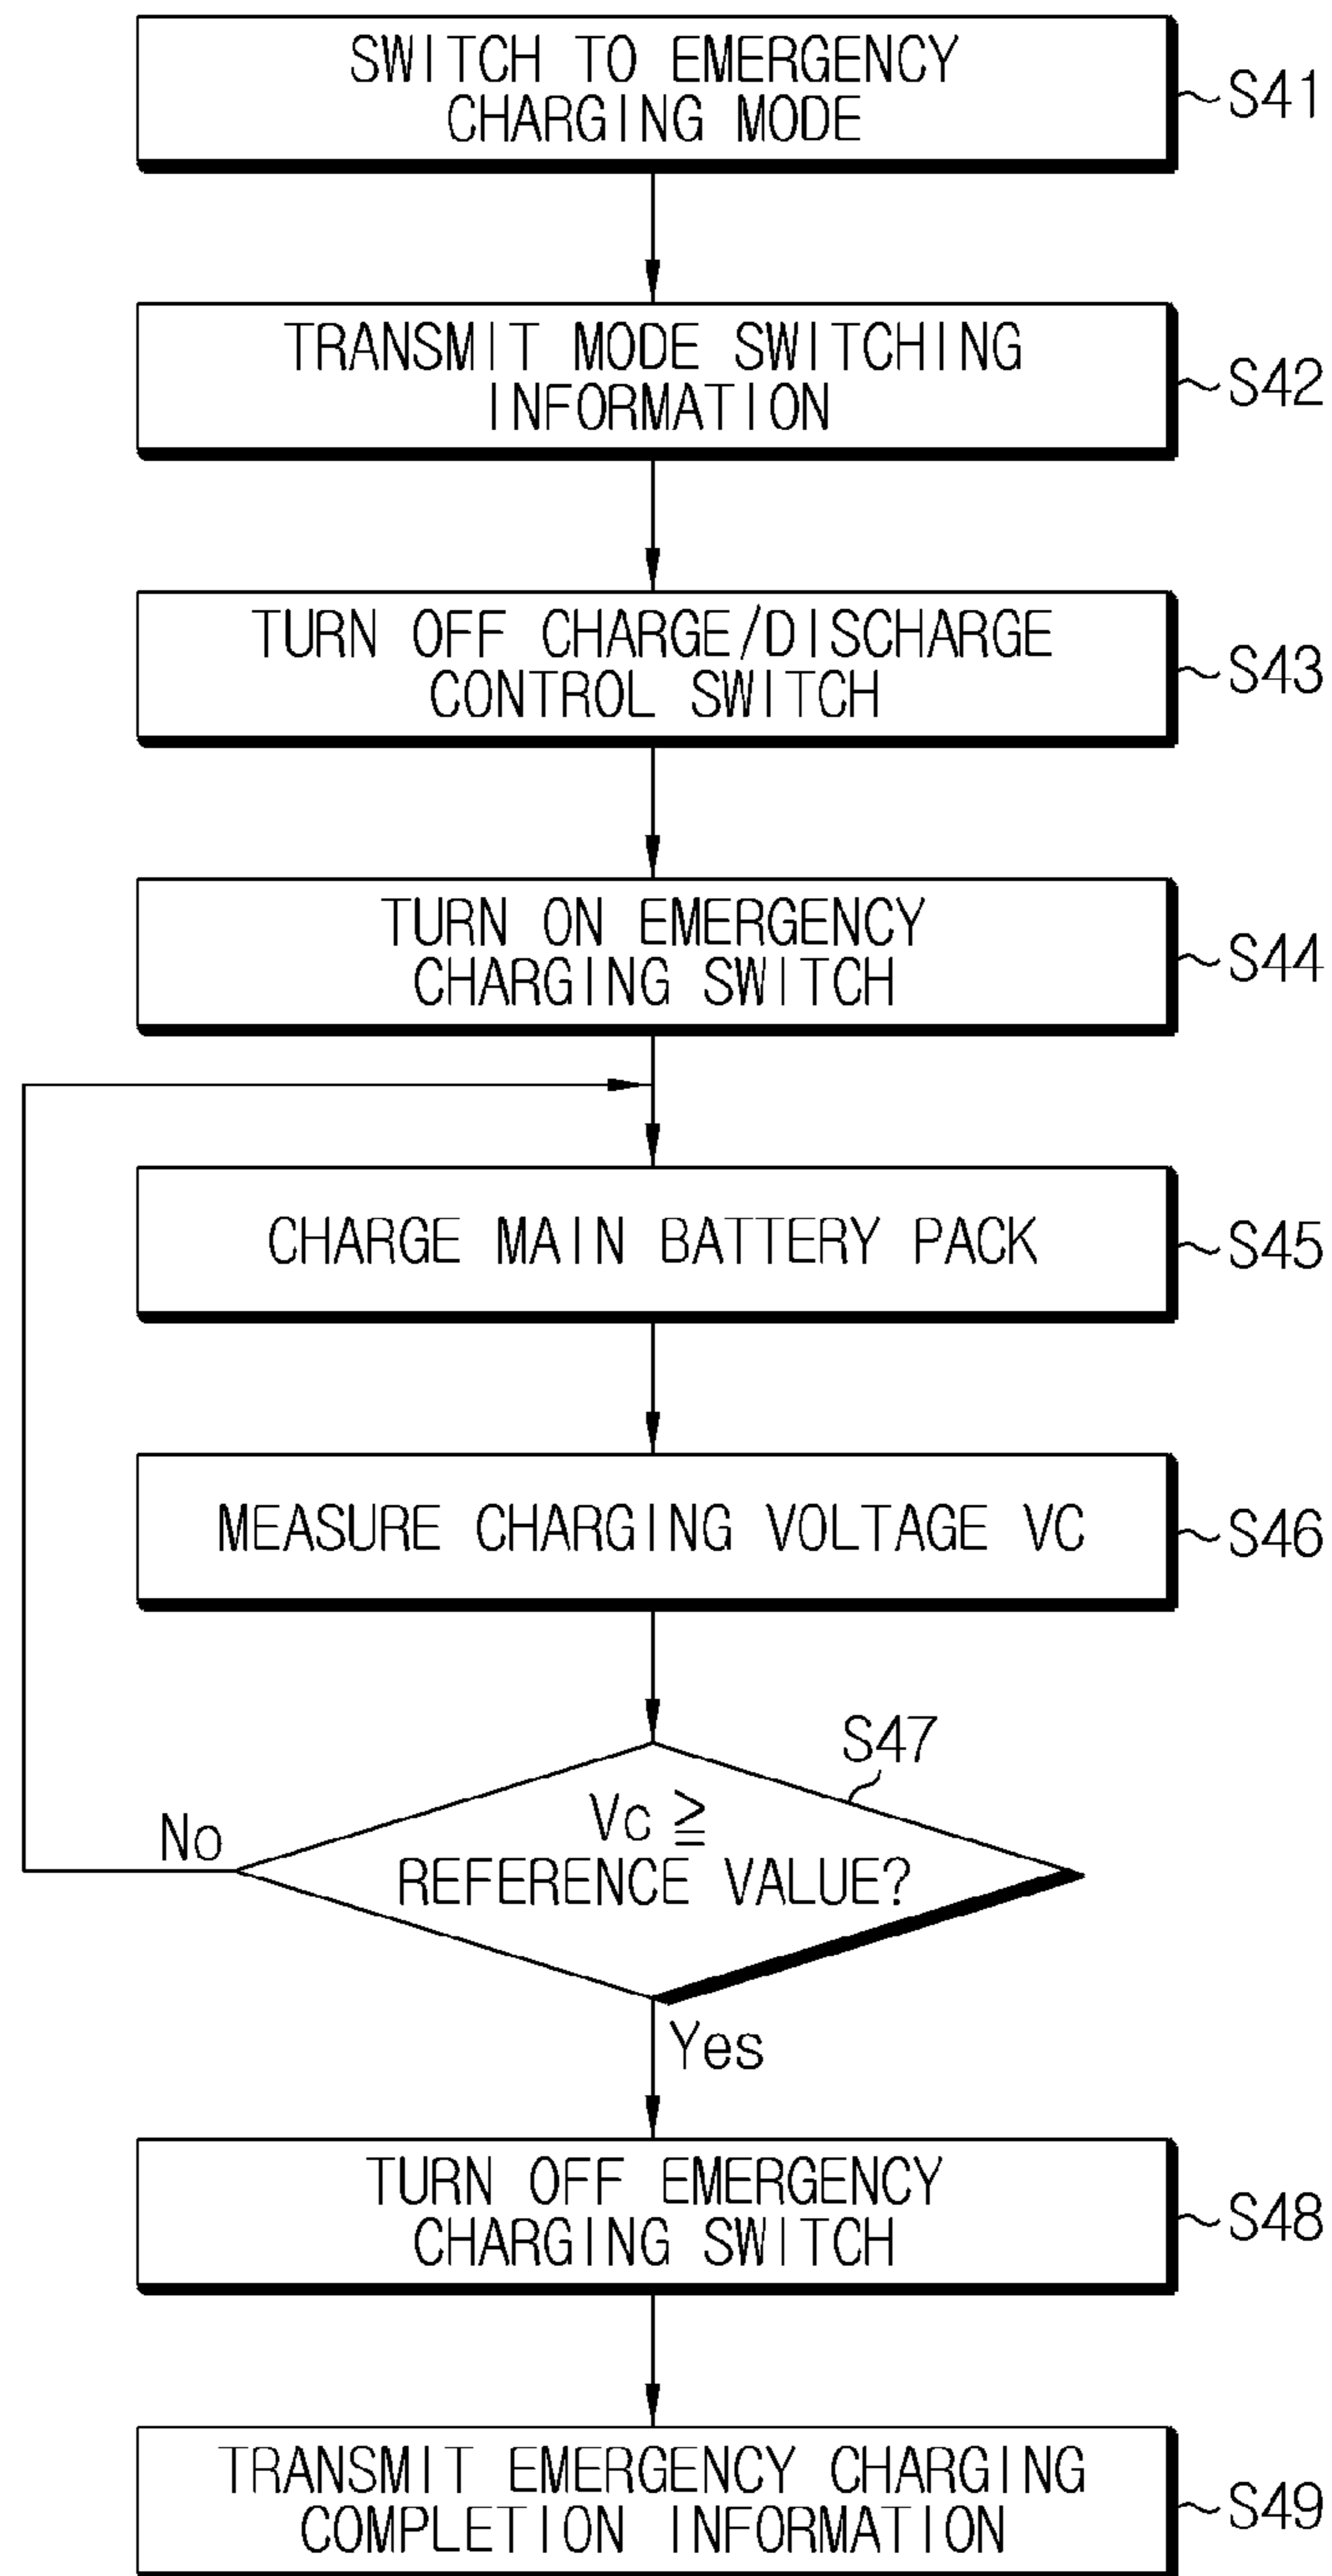 SWITCH TO EMERGENCY
CHARGING MODE
S41
TRANSMIT MODE SWITCHING
INFORMATION
S42
TURN OFF CHARGE/DISCHARGE
CONTROL SWITCH
S43
TURN ON EMERGENCY
CHARGING SWITCH
S44
CHARGE MAIN BATTERY PACK
S45
MEASURE CHARGING VOLTAGE VC
S46
S47
Vc ≧
REFERENCE VALUE?
No
Yes
TURN OFF EMERGENCY
CHARGING SWITCH
S48
TRANSMIT EMERGENCY CHARGING
COMPLETION INFORMATION
S49